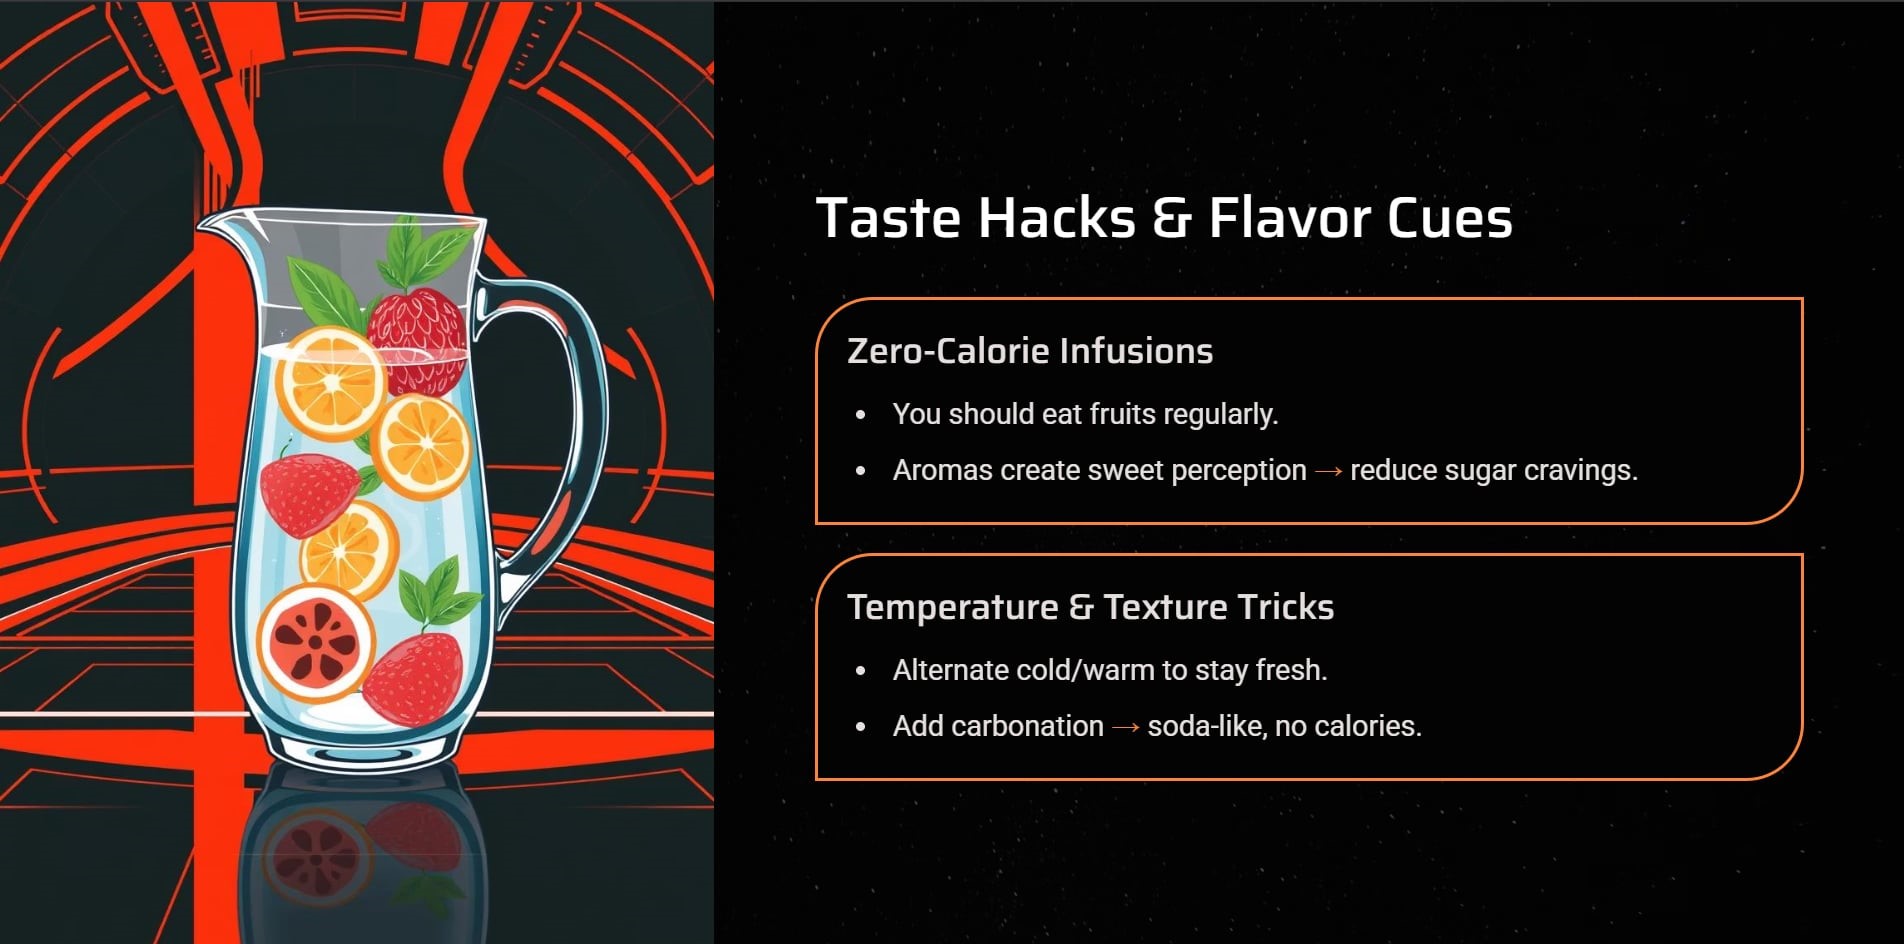 Taste Hacks & Flavor Cues
Zero-Calorie Infusions
• You should eat fruits regularly.
• Aromas create sweet perception → reduce sugar cravings.
Temperature & Texture Tricks
• Alternate cold/warm to stay fresh.
• Add carbonation → soda-like, no calories.